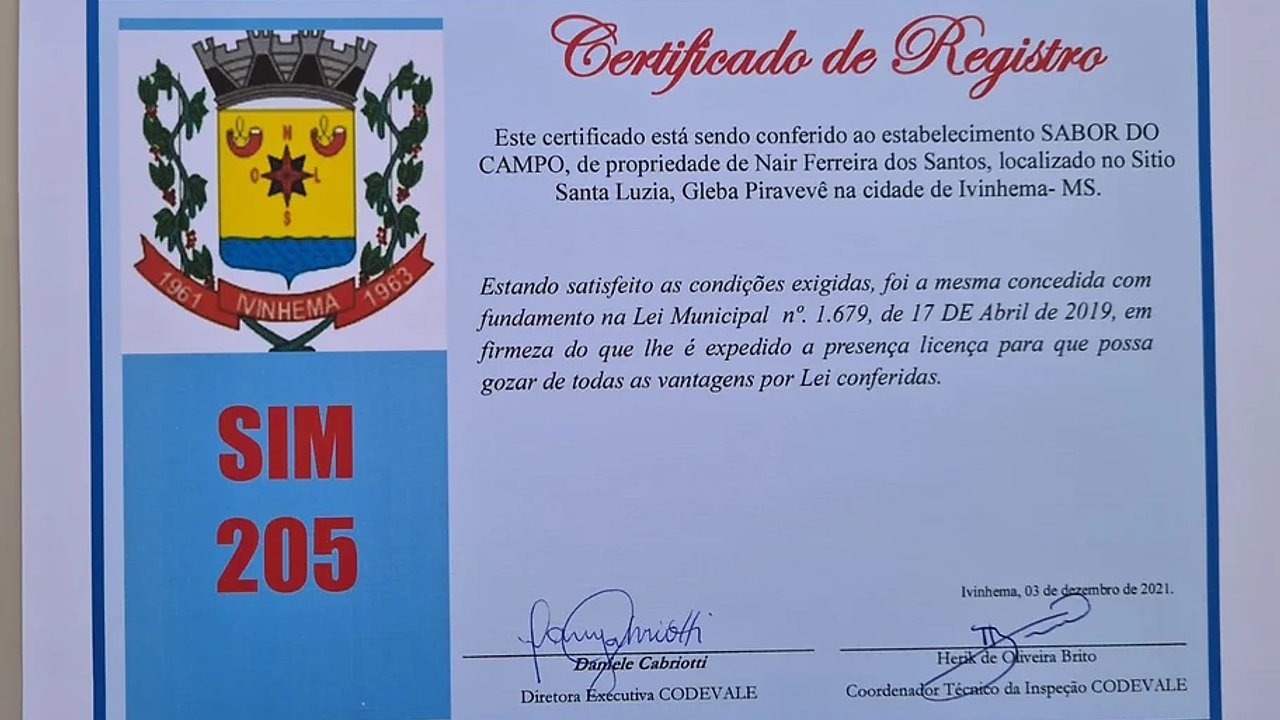 Certificado de Registro
Este certificado está sendo conferido ao estabelecimento SABOR DO
CAMPO, de propriedade de Nair Ferreira dos Santos, localizado no Sitio
Santa Luzia, Gleba Piravevê na cidade de Ivinhema- MS.
N
O
L
S
1961
IVINHEMA
1963
Estando satisfeito as condições exigidas, foi a mesma concedida com
fundamento na Lei Municipal nº. 1.679, de 17 DE Abril de 2019, em
firmeza do que lhe é expedido a presença licença para que possa
gozar de todas as vantagens por Lei conferidas.
SIM
205
Ivinhema, 03 de dezembro de 2021.
Daniele Cabriotti
Diretora Executiva CODEVALE
Herik de Oliveira Brito
Coordenador Técnico da Inspeção CODEVALE